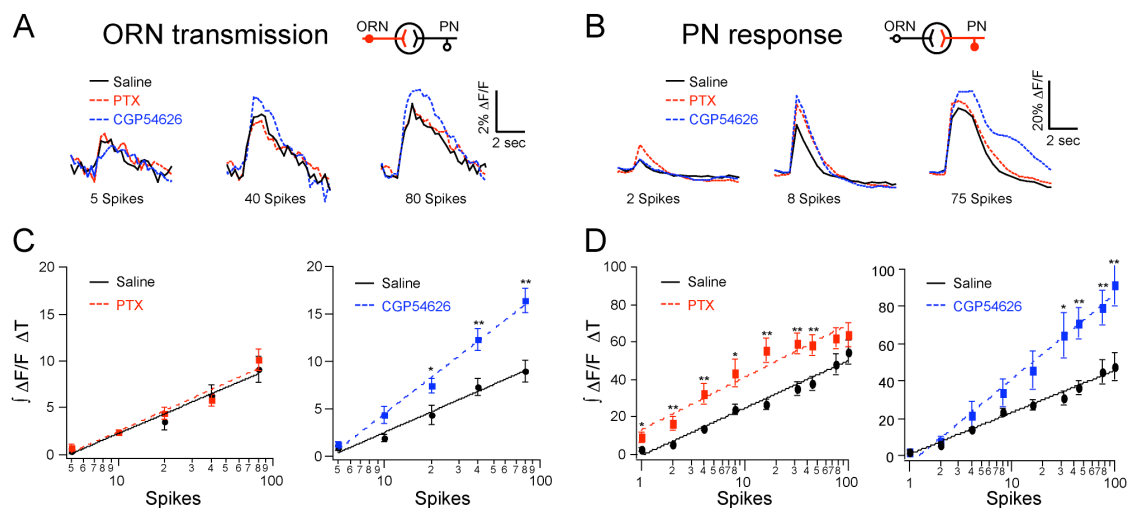 A ORN transmission ORN PN
Saline
PTX
CGP54626
2% ΔF/F
2 sec
5 Spikes 40 Spikes 80 Spikes
B PN response ORN PN
Saline
PTX
CGP54626
20% ΔF/F
2 sec
2 Spikes 8 Spikes 75 Spikes
C
∫ ΔF/F ΔT
20
15
10
5
0
Saline
PTX
5 6 7 8 9 2 3 4 5 6 7 8 9
10 100
Spikes
20
15
10
5
0
Saline
CGP54626
* ** **
5 6 7 8 9 2 3 4 5 6 7 8 9
10 100
Spikes
D
∫ ΔF/F ΔT
100
80
60
40
20
0
Saline
PTX
* ** ** * ** ** **
2 3 4 5 6 7 8 2 3 4 5 6 7 8
1 10 100
Spikes
100
80
60
40
20
0
Saline
CGP54626
* ** ** **
2 3 4 5 6 7 8 2 3 4 5 6 7 8
1 10 100
Spikes